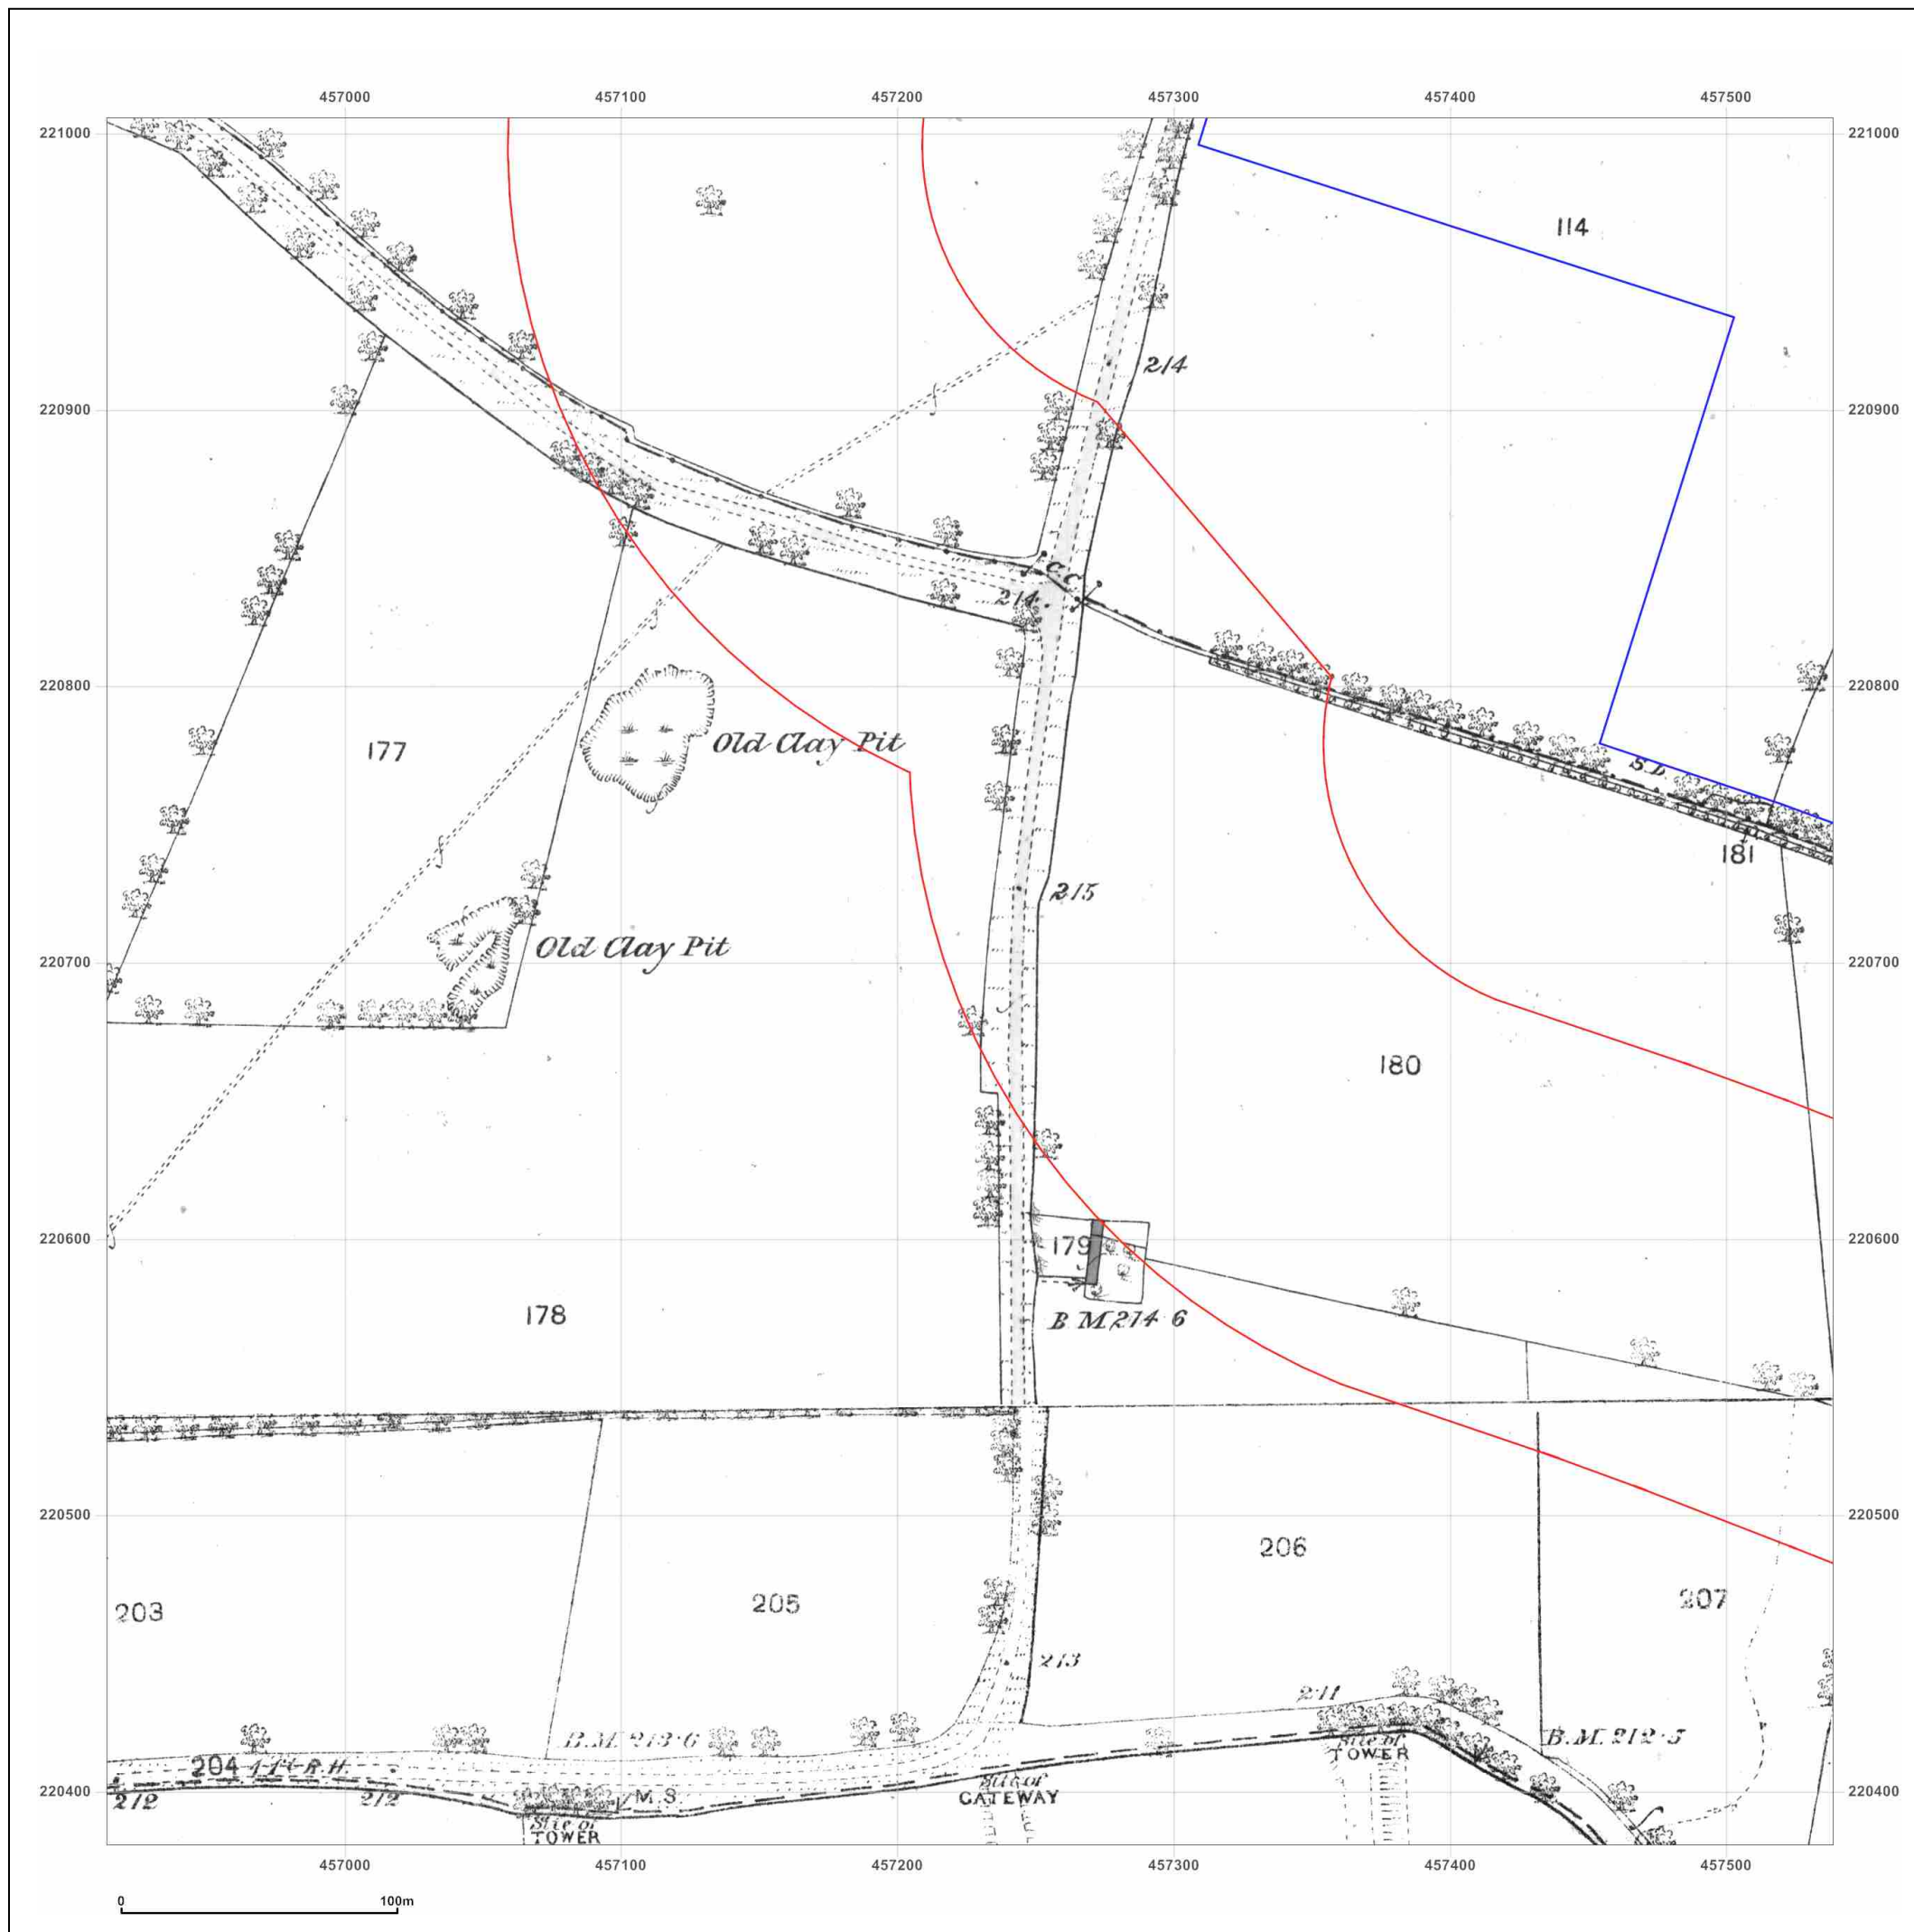 457000 457100 457200 457300 457400 457500
221000 221000
114
214
220900 220900
C.C.
214
220800 220800
177
Old Clay Pit
S.D.
181
215
Old Clay Pit
220700 220700
180
220600 220600
179
178
B M 214·6
220500 220500
206
203
205
207
213
211
B.M. 213·6
B.M. 212·5
204
Site of
TOWER
220400 220400
212
212
M.S.
Site of
GATEWAY
Site of
TOWER
457000 457100 457200 457300 457400 457500
0 100m